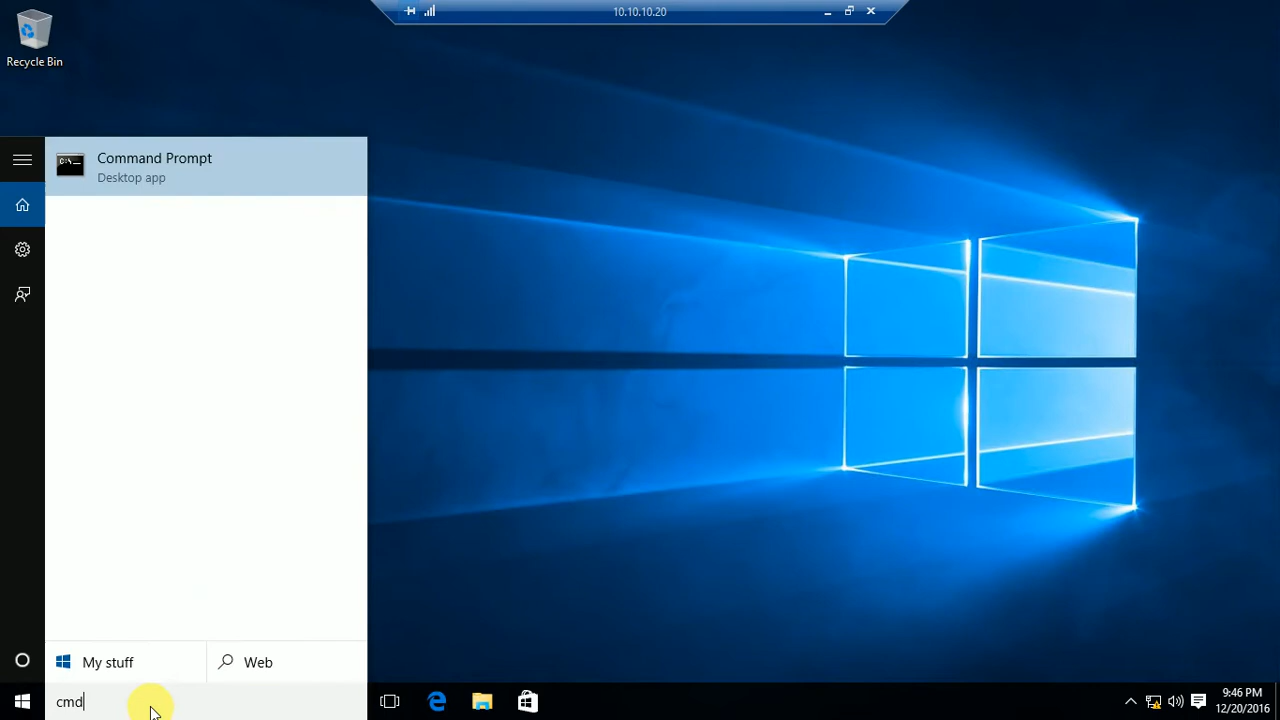 10.10.10.20
Recycle Bin
C:\_
Command Prompt
Desktop app
My stuff
Web
cmd
9:46 PM
12/20/2016